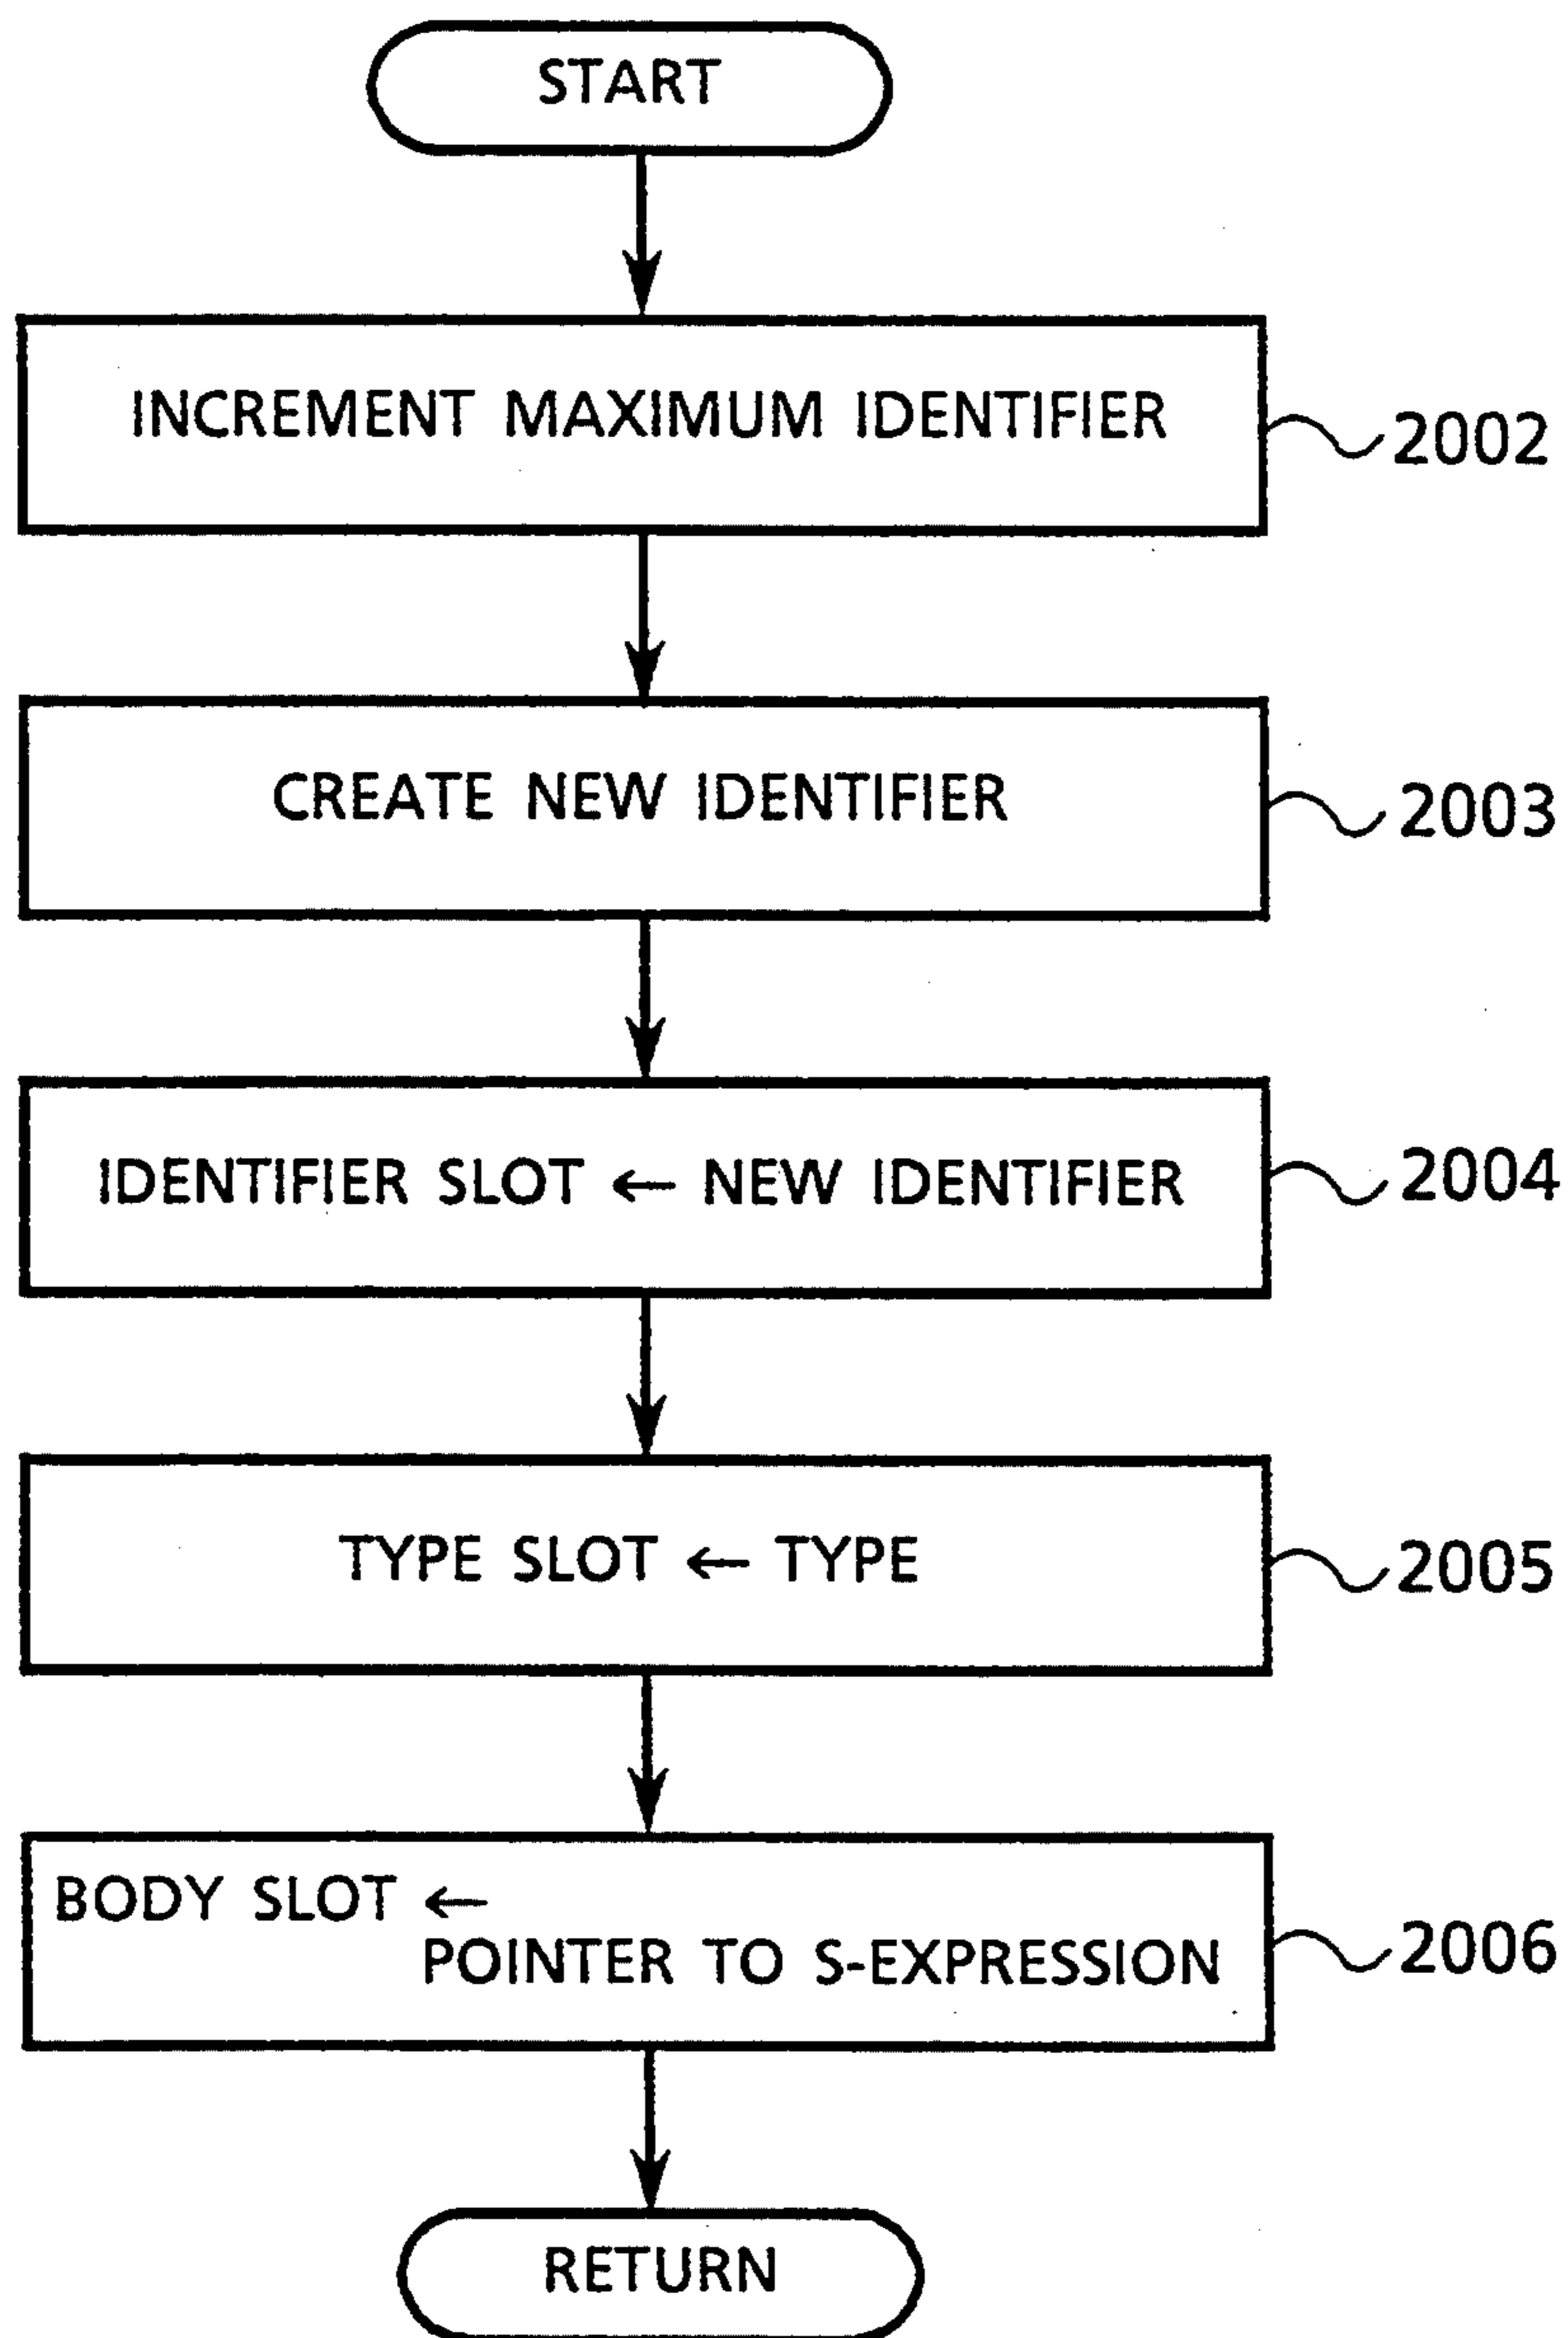 START
INCREMENT MAXIMUM IDENTIFIER
2002
CREATE NEW IDENTIFIER
2003
IDENTIFIER SLOT ← NEW IDENTIFIER
2004
TYPE SLOT ← TYPE
2005
BODY SLOT ←
POINTER TO S-EXPRESSION
2006
RETURN